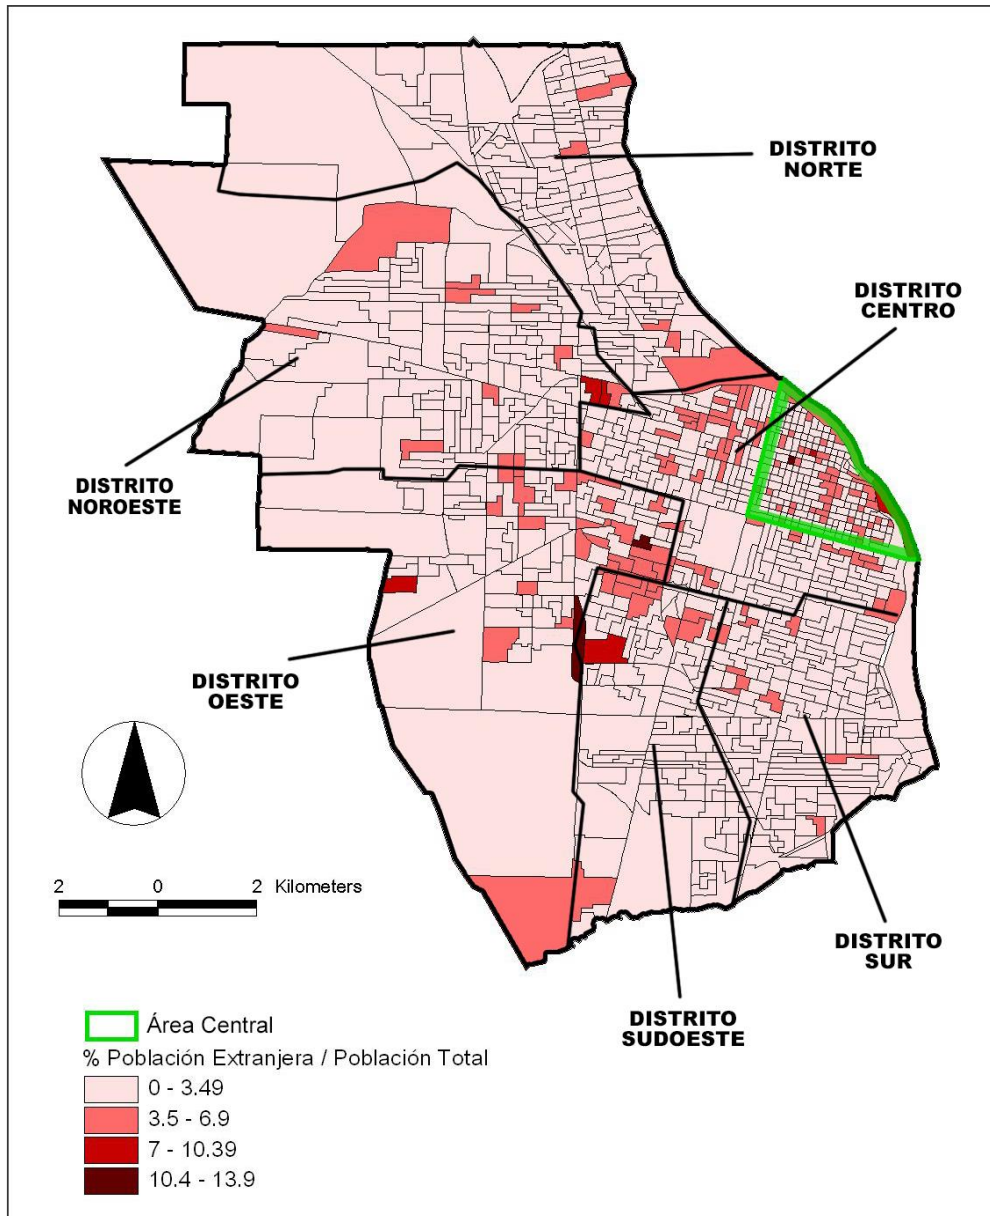 DISTRITO
NORTE
DISTRITO
CENTRO
DISTRITO
NOROESTE
DISTRITO
OESTE
2 0 2 Kilometers
DISTRITO
SUR
DISTRITO
SUDOESTE
Área Central
% Población Extranjera / Población Total
0 - 3.49
3.5 - 6.9
7 - 10.39
10.4 - 13.9